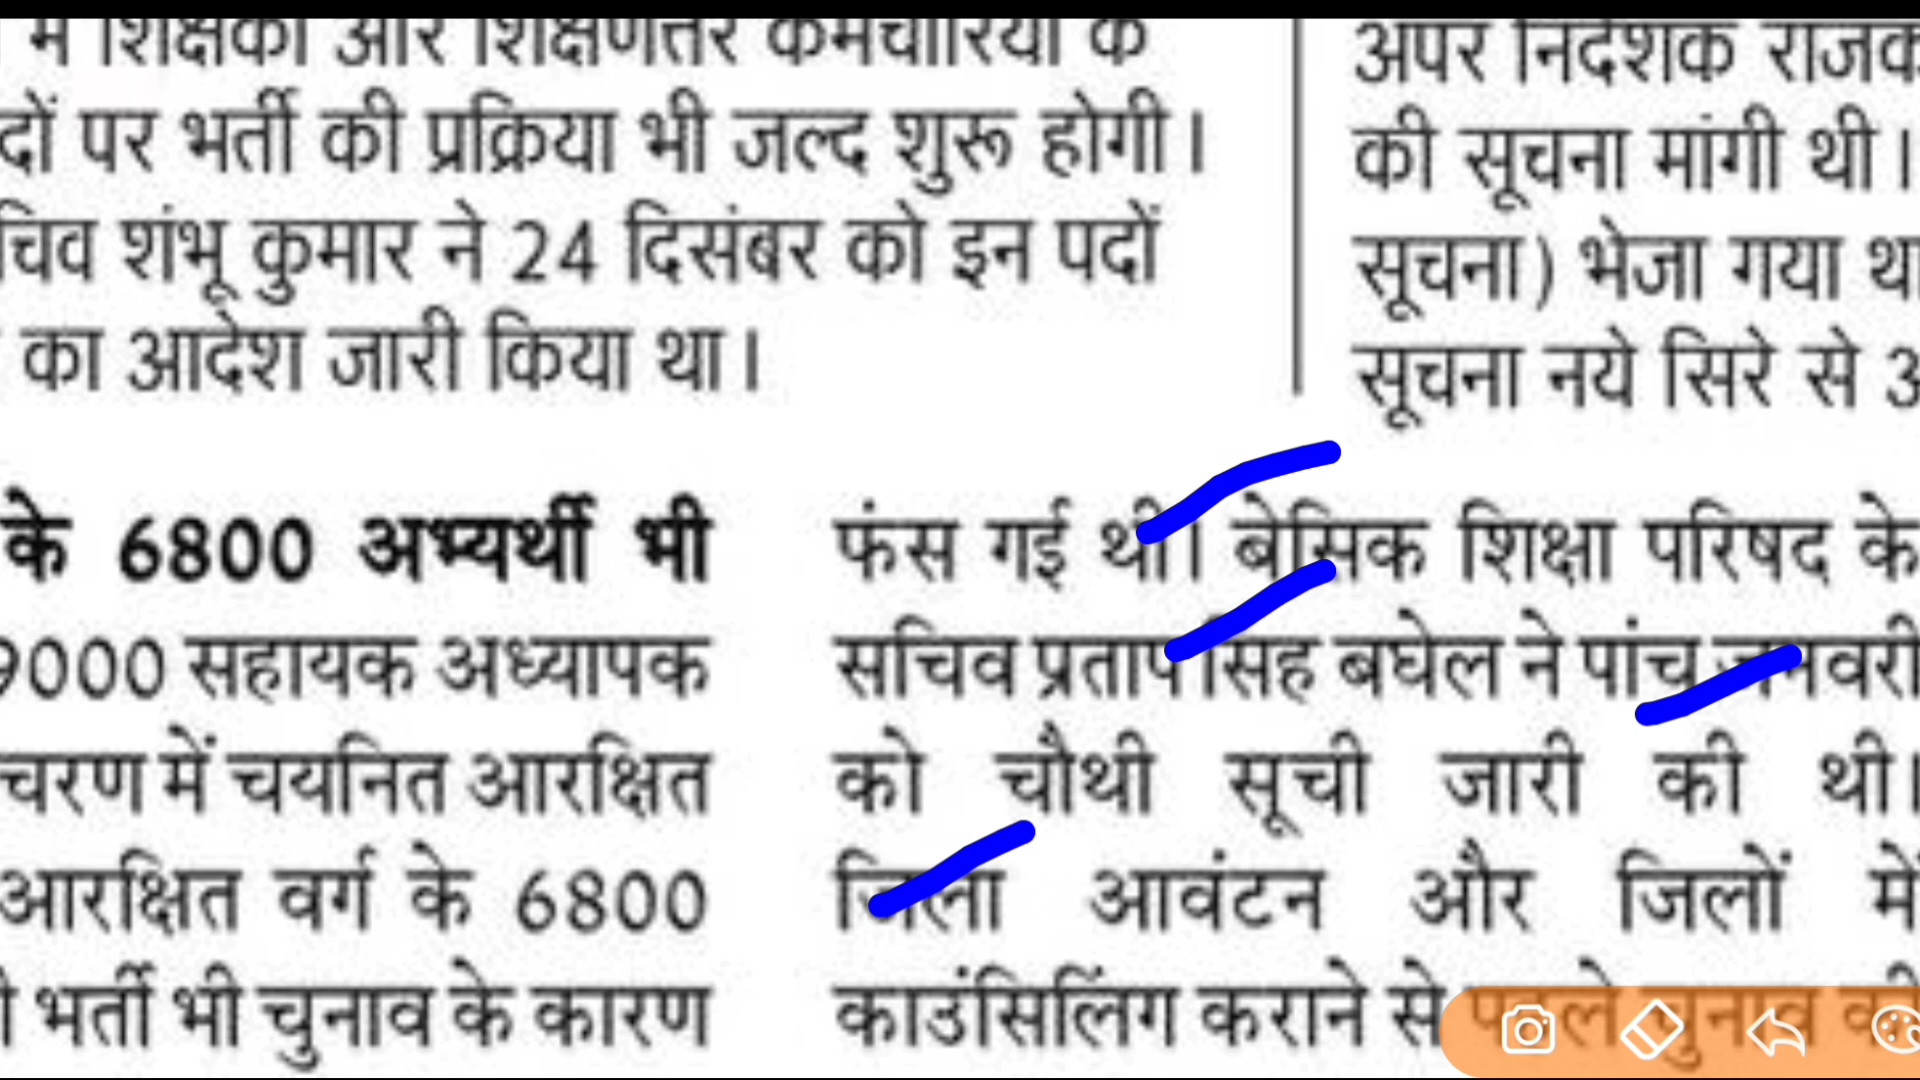 में शिक्षकों और शिक्षणेतर कर्मचारियों के
दों पर भर्ती की प्रक्रिया भी जल्द शुरू होगी।
चिव शंभू कुमार ने 24 दिसंबर को इन पदों
का आदेश जारी किया था।
अपर निदेशक राजक
की सूचना मांगी थी।
सूचना) भेजा गया था
सूचना नये सिरे से अ
के 6800 अभ्यर्थी भी
9000 सहायक अध्यापक
चरण में चयनित आरक्षित
आरक्षित वर्ग के 6800
ी भर्ती भी चुनाव के कारण
फंस गई थी। बेसिक शिक्षा परिषद के
सचिव प्रताप सिंह बघेल ने पांच जनवरी
को चौथी सूची जारी की थी।
जिला आवंटन और जिलों में
काउंसिलिंग कराने से पहले चुनाव की